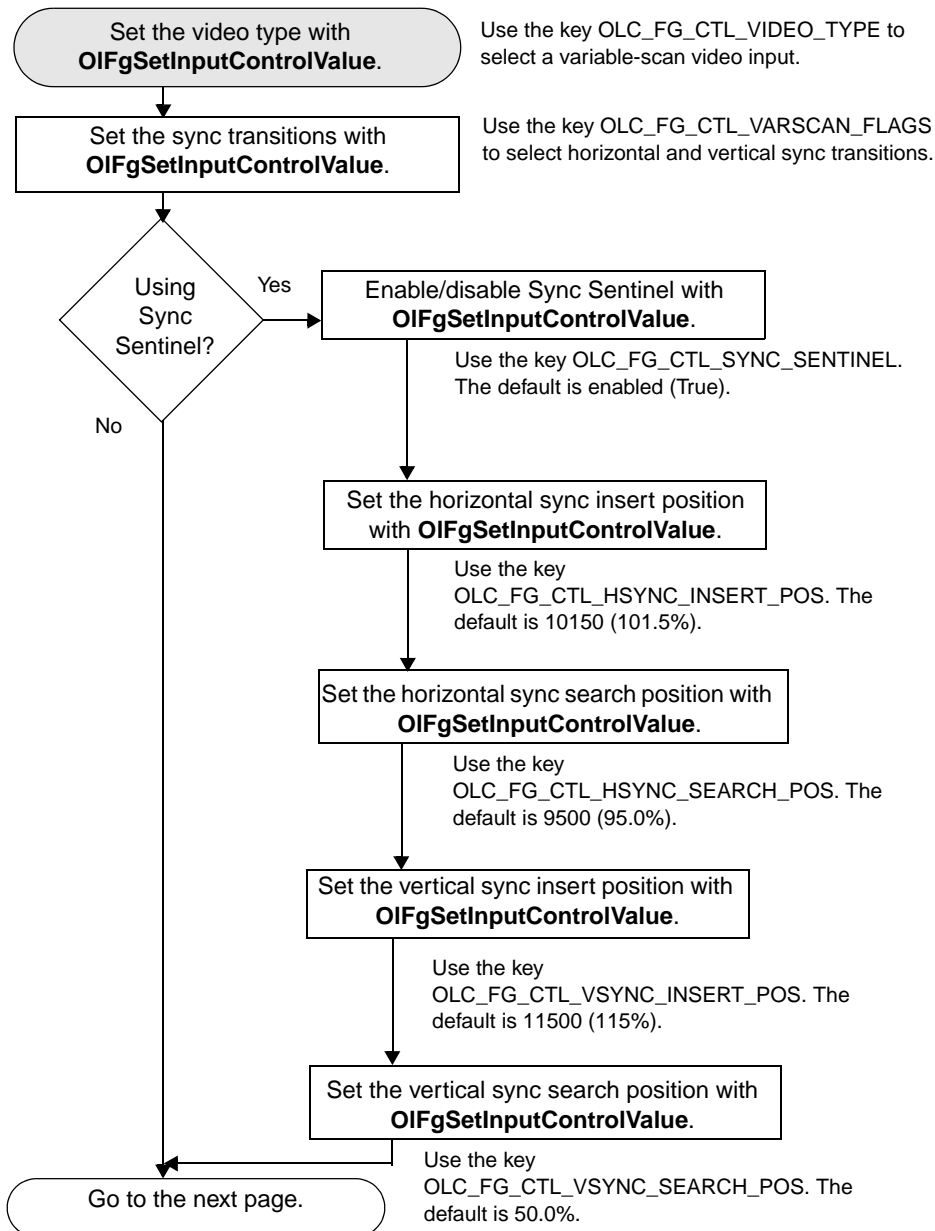 Set the video type with
OlFgSetInputControlValue.
Use the key OLC_FG_CTL_VIDEO_TYPE to
select a variable-scan video input.
Set the sync transitions with
OlFgSetInputControlValue.
Use the key OLC_FG_CTL_VARSCAN_FLAGS
to select horizontal and vertical sync transitions.
Using
Sync
Sentinel?
Yes
No
Enable/disable Sync Sentinel with
OlFgSetInputControlValue.
Use the key OLC_FG_CTL_SYNC_SENTINEL.
The default is enabled (True).
Set the horizontal sync insert position
with OlFgSetInputControlValue.
Use the key
OLC_FG_CTL_HSYNC_INSERT_POS. The
default is 10150 (101.5%).
Set the horizontal sync search position with
OlFgSetInputControlValue.
Use the key
OLC_FG_CTL_HSYNC_SEARCH_POS. The
default is 9500 (95.0%).
Set the vertical sync insert position with
OlFgSetInputControlValue.
Use the key
OLC_FG_CTL_VSYNC_INSERT_POS. The
default is 11500 (115%).
Set the vertical sync search position with
OlFgSetInputControlValue.
Use the key
OLC_FG_CTL_VSYNC_SEARCH_POS. The
default is 50.0%.
Go to the next page.